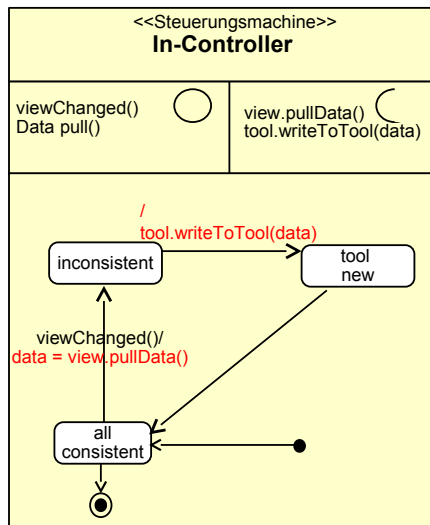 <<Steuerungsmachine>>
In-Controller
viewChanged()
Data pull()
view.pullData()
tool.writeToTool(data)
/
tool.writeToTool(data)
inconsistent
tool
new
viewChanged()/
data = view.pullData()
all
consistent